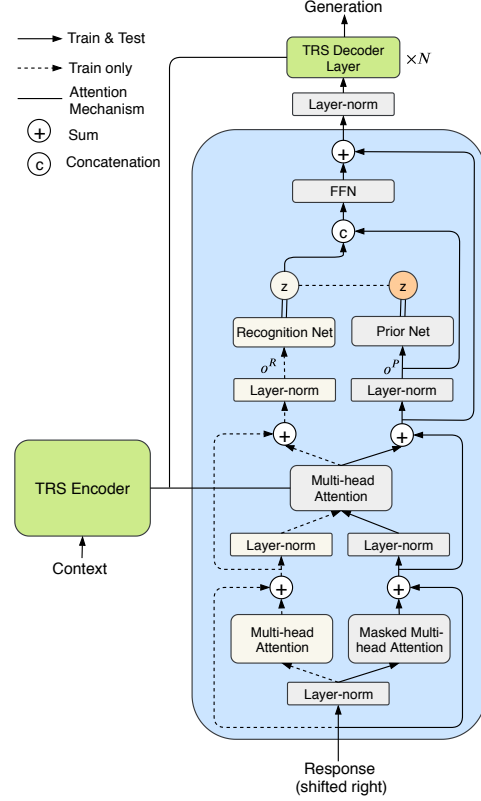 Generation
Train & Test
Train only
Attention
Mechanism
+
Sum
c
Concatenation
TRS Decoder
Layer
×N
Layer-norm
+
FFN
c
z
z
Recognition Net
Prior Net
o^R
o^P
Layer-norm
Layer-norm
+
+
TRS Encoder
Multi-head
Attention
Context
Layer-norm
Layer-norm
+
+
Multi-head
Attention
Masked Multi-
head Attention
Layer-norm
Response
(shifted right)